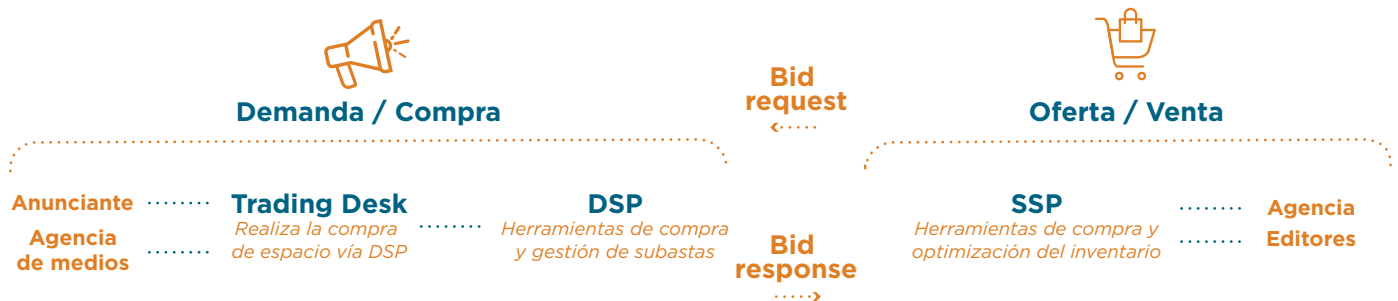 Demanda / Compra
Bid
request
Oferta / Venta
Anunciante
Agencia
de medios
Trading Desk
Realiza la compra
de espacio vía DSP
DSP
Herramientas de compra
y gestión de subastas
Bid
response
SSP
Herramientas de compra y
optimización del inventario
Agencia
Editores